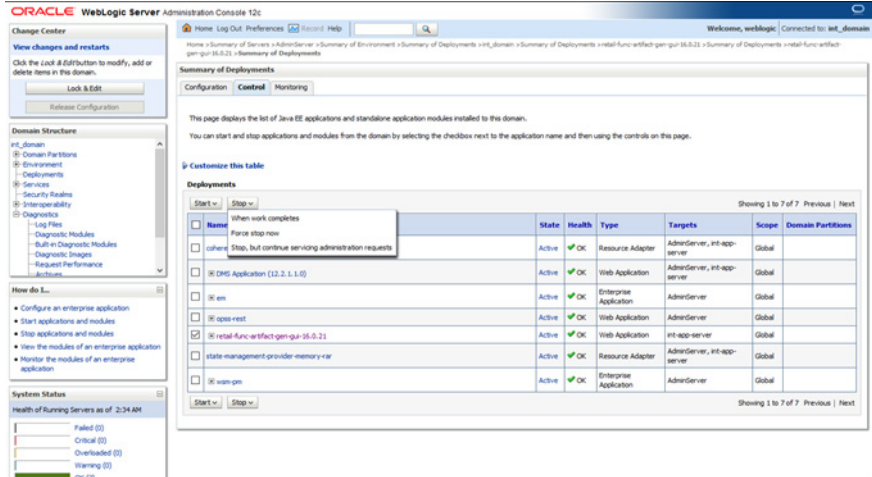 ORACLE WebLogic Server Administration Console 12c
Change Center
View changes and restarts
Click the Lock & Edit button to modify, add or
delete items in this domain.
Lock & Edit
Release Configuration
Domain Structure
int_domain
Domain Partitions
Environment
Deployments
Services
Security Realms
Interoperability
Diagnostics
Log Files
Diagnostic Modules
Built-in Diagnostic Modules
Diagnostic Images
Request Performance
Archives
How do I...
Configure an enterprise application
Start applications and modules
Stop applications and modules
View the modules of an enterprise application
Monitor the modules of an enterprise
application
System Status
Health of Running Servers as of 2:34 AM
Failed (0)
Critical (0)
Overloaded (0)
Warning (0)
Home Log Out Preferences Record Help
Welcome, weblogic Connected to: int_domain
Home >Summary of Servers >AdminServer >Summary of Environment >Summary of Deployments >int_domain >Summary of Deployments >retail-func-artifact-gen-gui-16.0.21 >Summary of Deployments >retail-func-artifact-
gen-gui-16.0.21 >Summary of Deployments
Summary of Deployments
Configuration Control Monitoring
This page displays the list of Java EE applications and standalone application modules installed to this domain.
You can start and stop applications and modules from the domain by selecting the checkbox next to the application name and then using the controls on this page.
Customize this table
Deployments
Start Stop Showing 1 to 7 of 7 Previous | Next
When work completes
Force stop now
Stop, but continue servicing administration requests
Name State Health Type Targets Scope Domain Partitions
cohere Active OK Resource Adapter AdminServer, int-app-
server Global
DMS Application (12.2.1.1.0) Active OK Web Application AdminServer, int-app-
server Global
em Active OK Enterprise
Application AdminServer Global
opss-rest Active OK Web Application AdminServer Global
retail-func-artifact-gen-gui-16.0.21 Active OK Web Application int-app-server Global
state-management-provider-memory-rar Active OK Resource Adapter AdminServer, int-app-
server Global
wsm-pm Active OK Enterprise
Application AdminServer Global
Start Stop Showing 1 to 7 of 7 Previous | Next